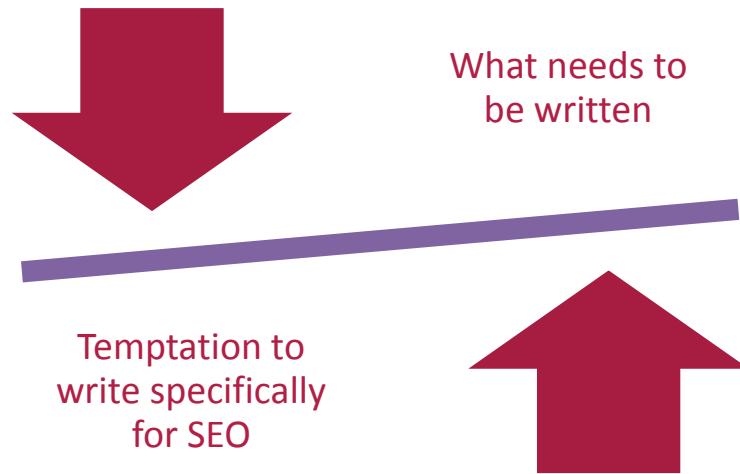 What needs to
be written
Temptation to
write specifically
for SEO